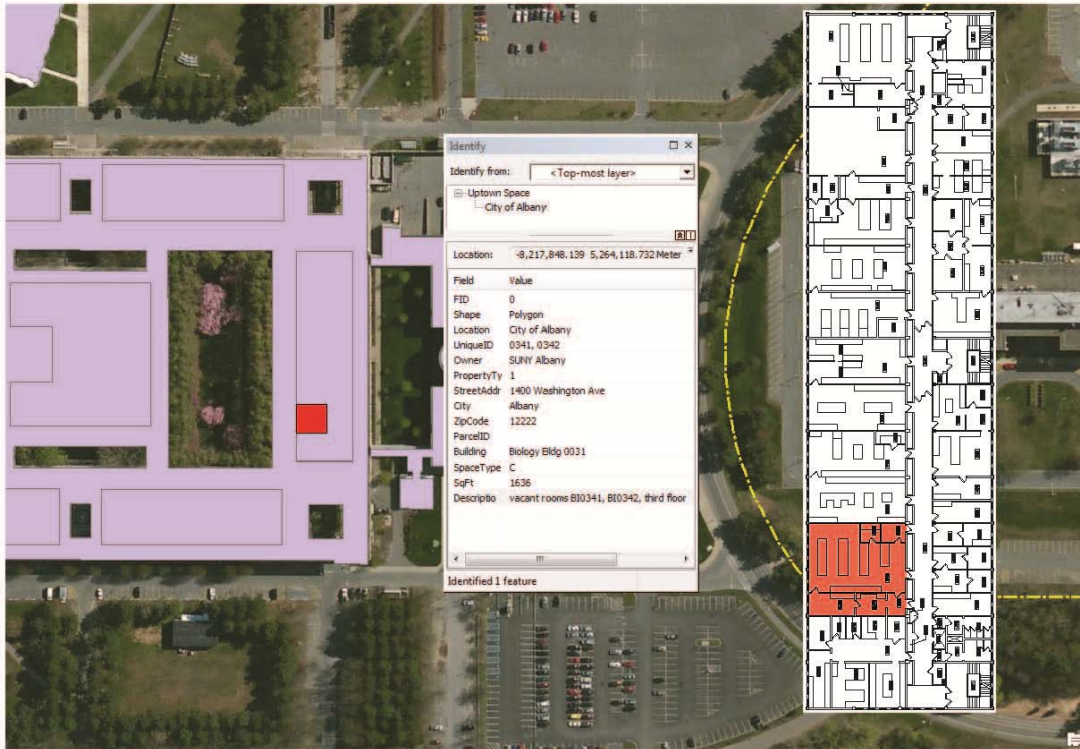 Identify
Identify from: <Top-most layer>
Uptown Space
City of Albany
Location: -8,217,848.139 5,264,118.732 Meter
Field Value
FID 0
Shape Polygon
Location City of Albany
UniqueID 0341, 0342
Owner SUNY Albany
PropertyTy 1
StreetAddr 1400 Washington Ave
City Albany
ZipCode 12222
ParcelID
Building Biology Bldg 0031
SpaceType C
SqFt 1636
Descriptio vacant rooms BI0341, BI0342, third floor
Identified 1 feature